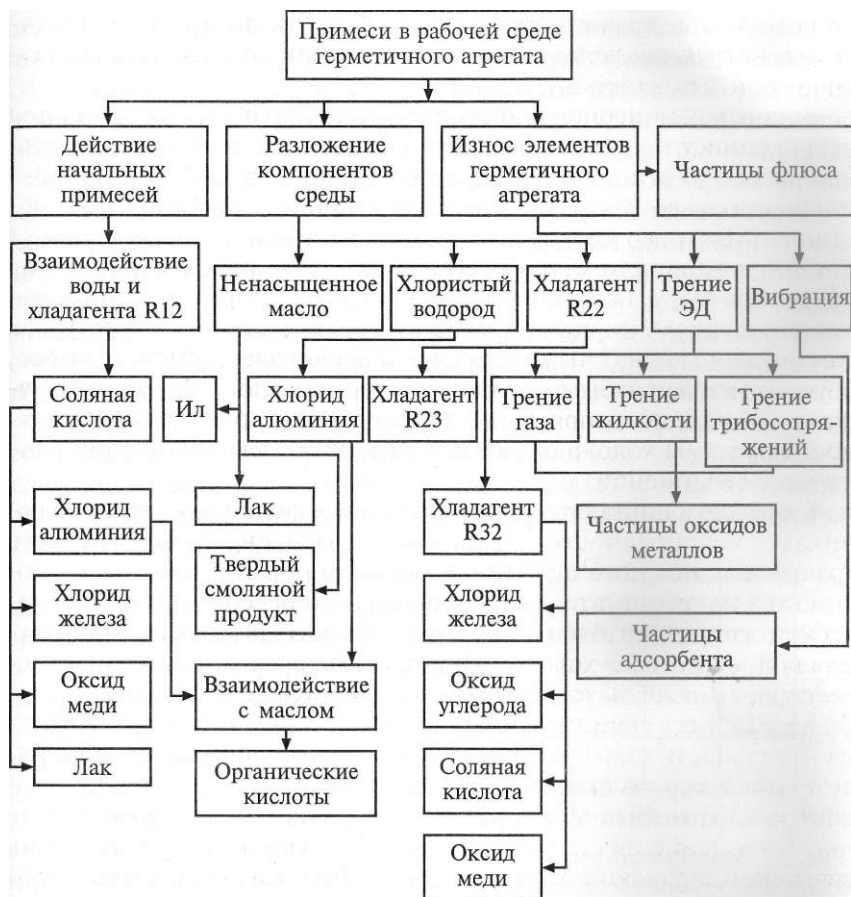 Примеси в рабочей среде
герметичного агрегата
Действие
начальных
примесей
Разложение
компонентов
среды
Износ элементов
герметичного
агрегата
Частицы флюса
Взаимодействие
воды и
хладагента R12
Ненасыщенное
масло
Хлористый
водород
Хладагент
R22
Трение
ЭД
Вибрация
Соляная
кислота
Ил
Хлорид
алюминия
Хладагент
R23
Трение
газа
Трение
жидкости
Трение
трибосопря-
жений
Хлорид
алюминия
Лак
Хладагент
R32
Частицы оксидов
металлов
Твердый
смоляной
продукт
Хлорид
железа
Хлорид
железа
Частицы
адсорбента
Оксид
меди
Взаимодействие
с маслом
Оксид
углерода
Лак
Органические
кислоты
Соляная
кислота
Оксид
меди